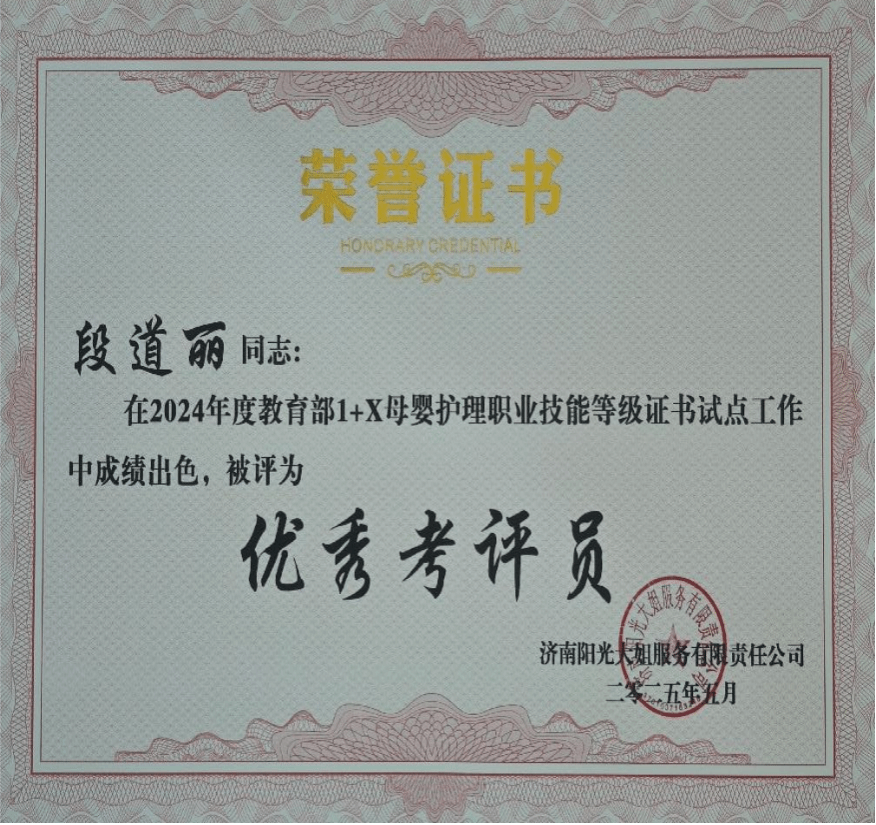 荣誉证书
HONORARY CREDENTIAL
段道丽 同志：
在2024年度教育部1+X母婴护理职业技能等级证书试点工作
中成绩出色，被评为
优秀考评员
济南阳光大姐服务有限责任公司
二零二五年五月